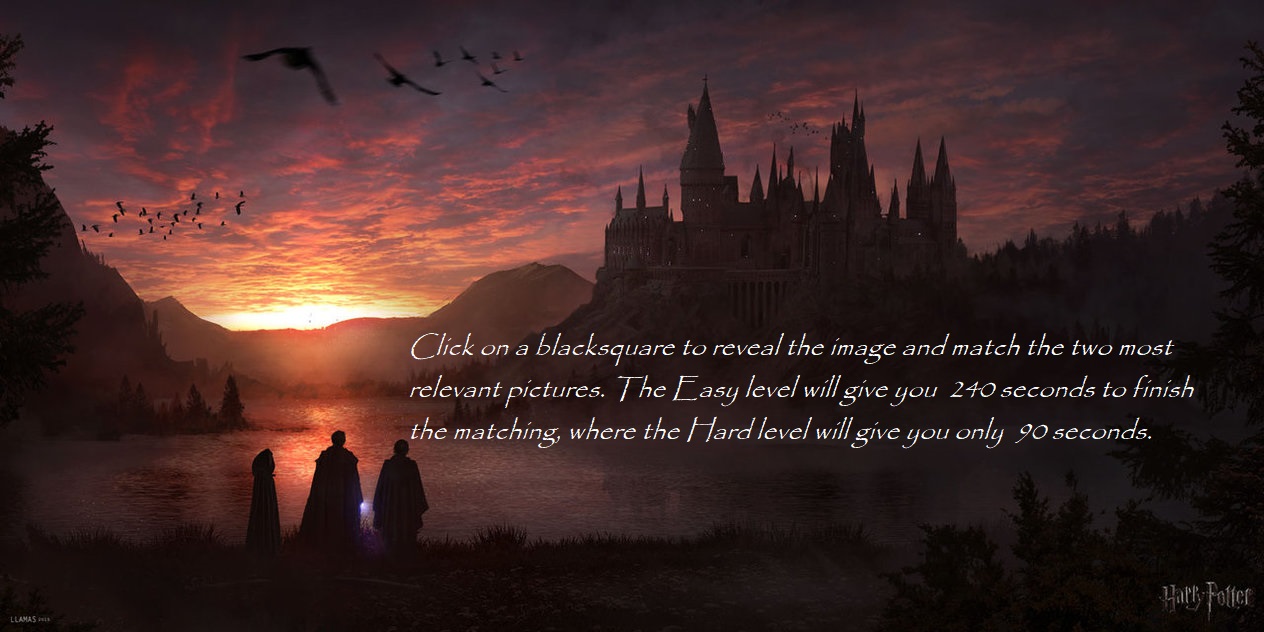 Click on a blacksquare to reveal the image and match the two most
relevant pictures. The Easy level will give you 240 seconds to finish
the matching, where the Hard level will give you only 90 seconds.
Harry Potter
LLAMAS